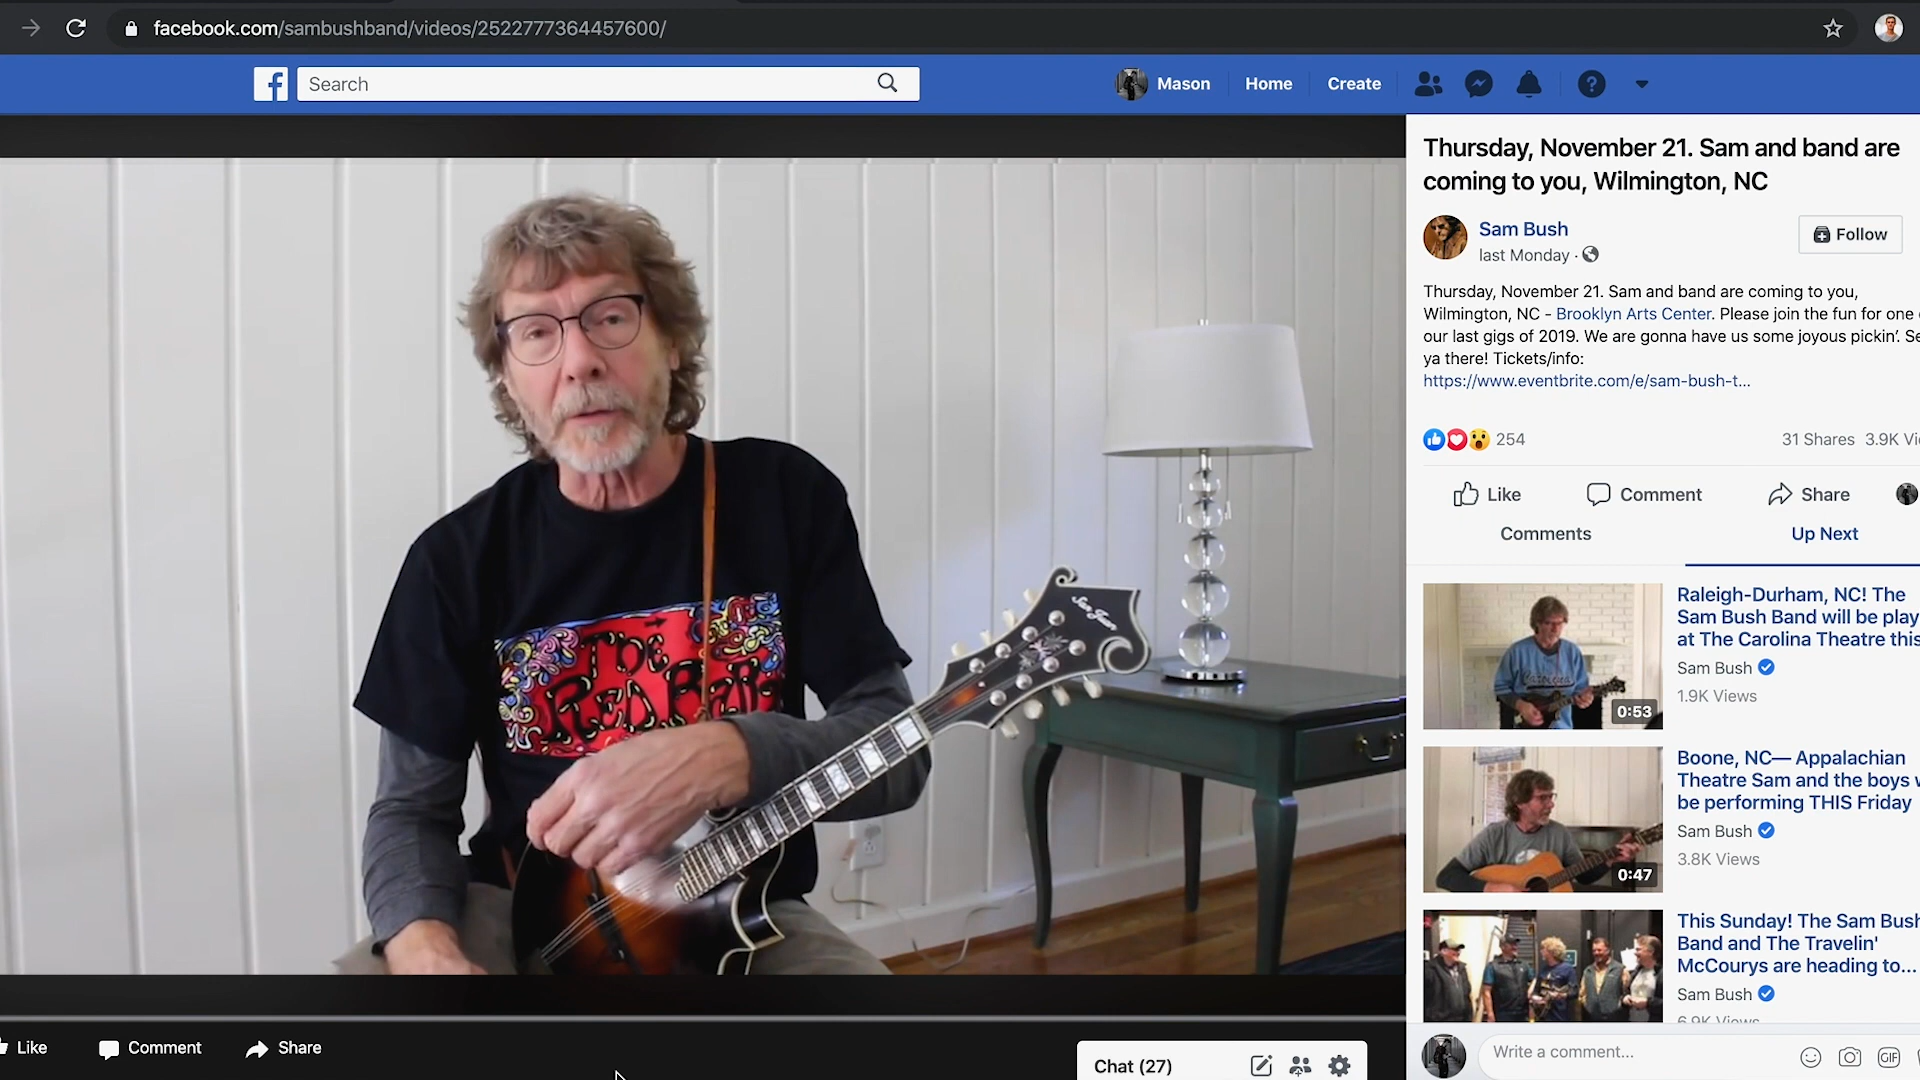 facebook.com/sambushband/videos/2522777364457600/
Search
Mason
Home
Create
Thursday, November 21. Sam and band are
coming to you, Wilmington, NC
Sam Bush
Follow
last Monday ·
Thursday, November 21. Sam and band are coming to you,
Wilmington, NC - Brooklyn Arts Center. Please join the fun for one
our last gigs of 2019. We are gonna have us some joyous pickin’. Se
ya there! Tickets/info:
https://www.eventbrite.com/e/sam-bush-t...
254
31 Shares 3.9K Vi
Like
Comment
Share
Comments
Up Next
THE
RED BAR
Raleigh-Durham, NC! The
Sam Bush Band will be play
at The Carolina Theatre this
Sam Bush
1.9K Views
0:53
Boone, NC— Appalachian
Theatre Sam and the boys w
be performing THIS Friday
Sam Bush
3.8K Views
0:47
This Sunday! The Sam Bush
Band and The Travelin'
McCourys are heading to...
Sam Bush
6.9K Views
Like
Comment
Share
Chat (27)
Write a comment...
GIF